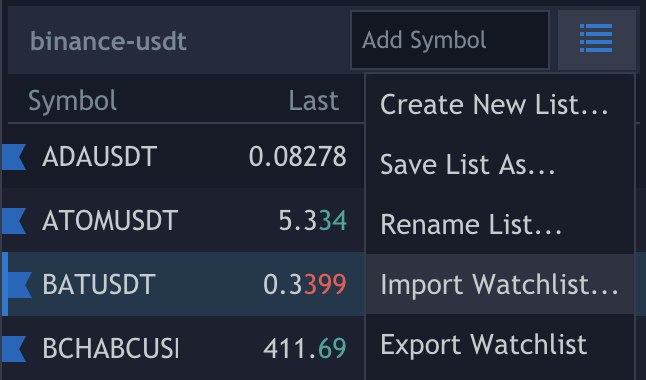 binance-usdt Add Symbol
Symbol Last
Create New List...
ADAUSDT 0.08278
Save List As...
ATOMUSDT 5.334
Rename List...
BATUSDT 0.3399
Import Watchlist...
BCHABCUS 411.69
Export Watchlist